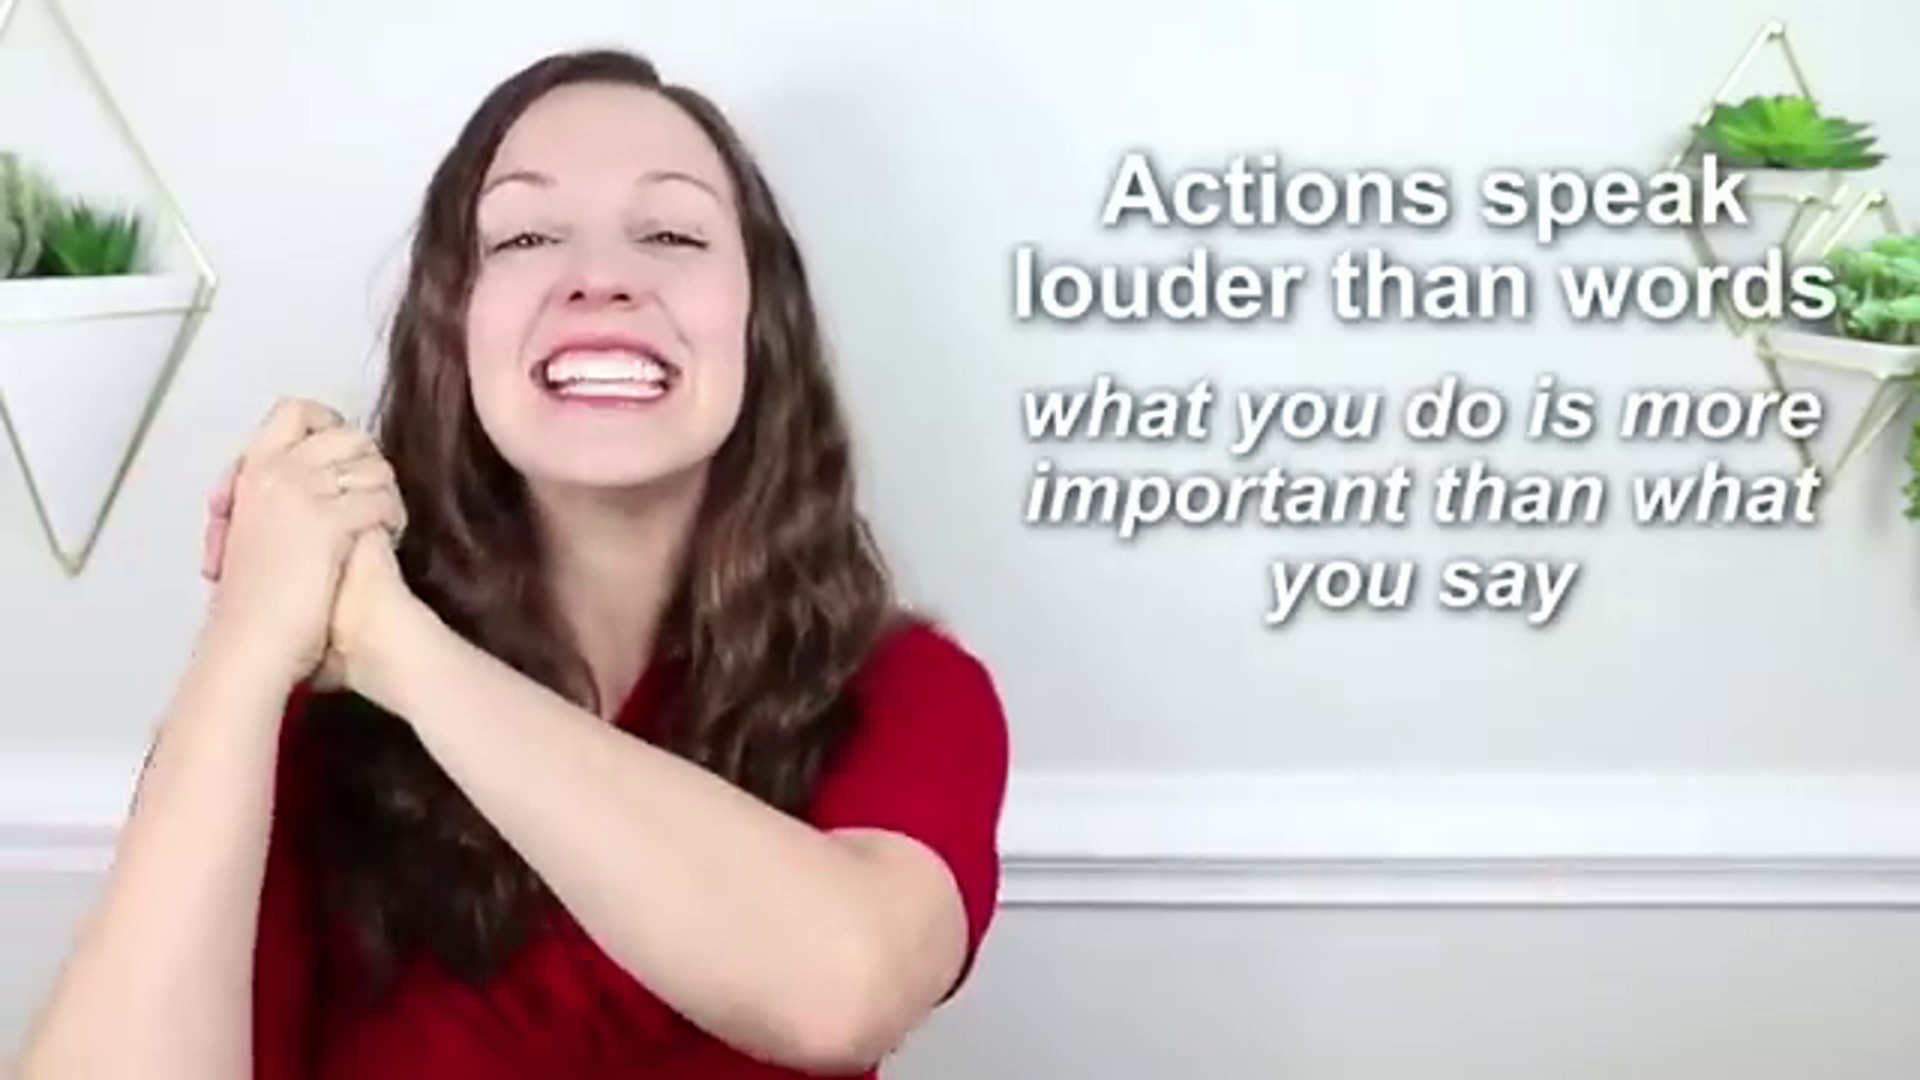 Actions speak
louder than words
what you do is more
important than what
you say